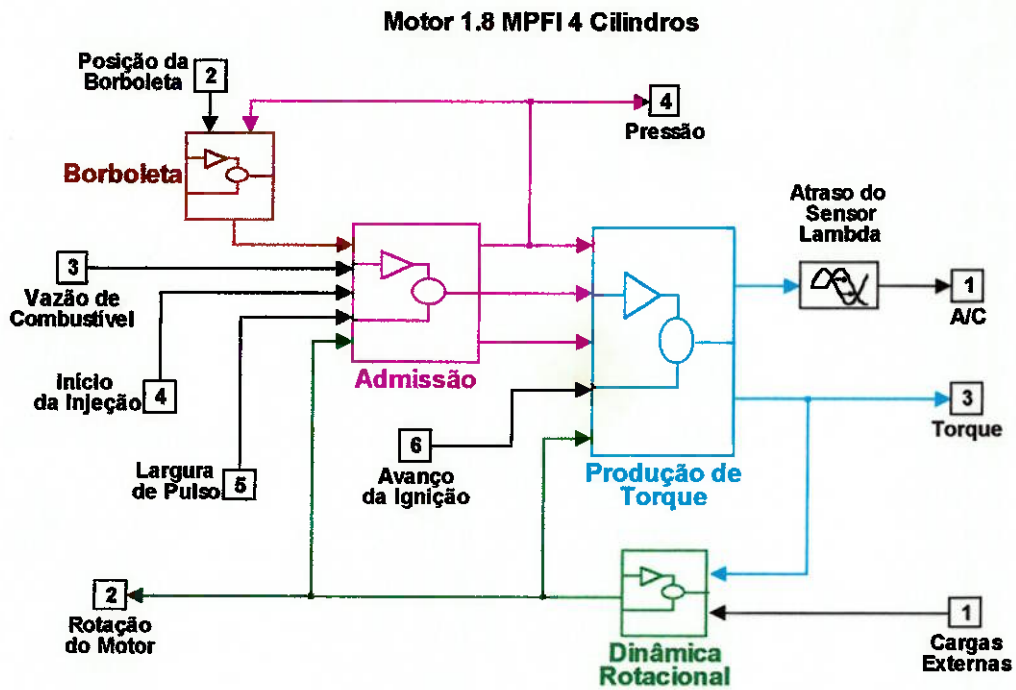 Motor 1.8 MPFI 4 Cilindros
Posição da
Borboleta
2
4
Pressão
Borboleta
Atraso do
Sensor
Lambda
3
Vazão de
Combustível
1
A/C
Admissão
Início
da Injeção
4
3
Torque
6
Avanço
da Ignição
Largura
de Pulso
5
Produção de
Torque
2
Rotação
do Motor
1
Cargas
Externas
Dinâmica
Rotacional